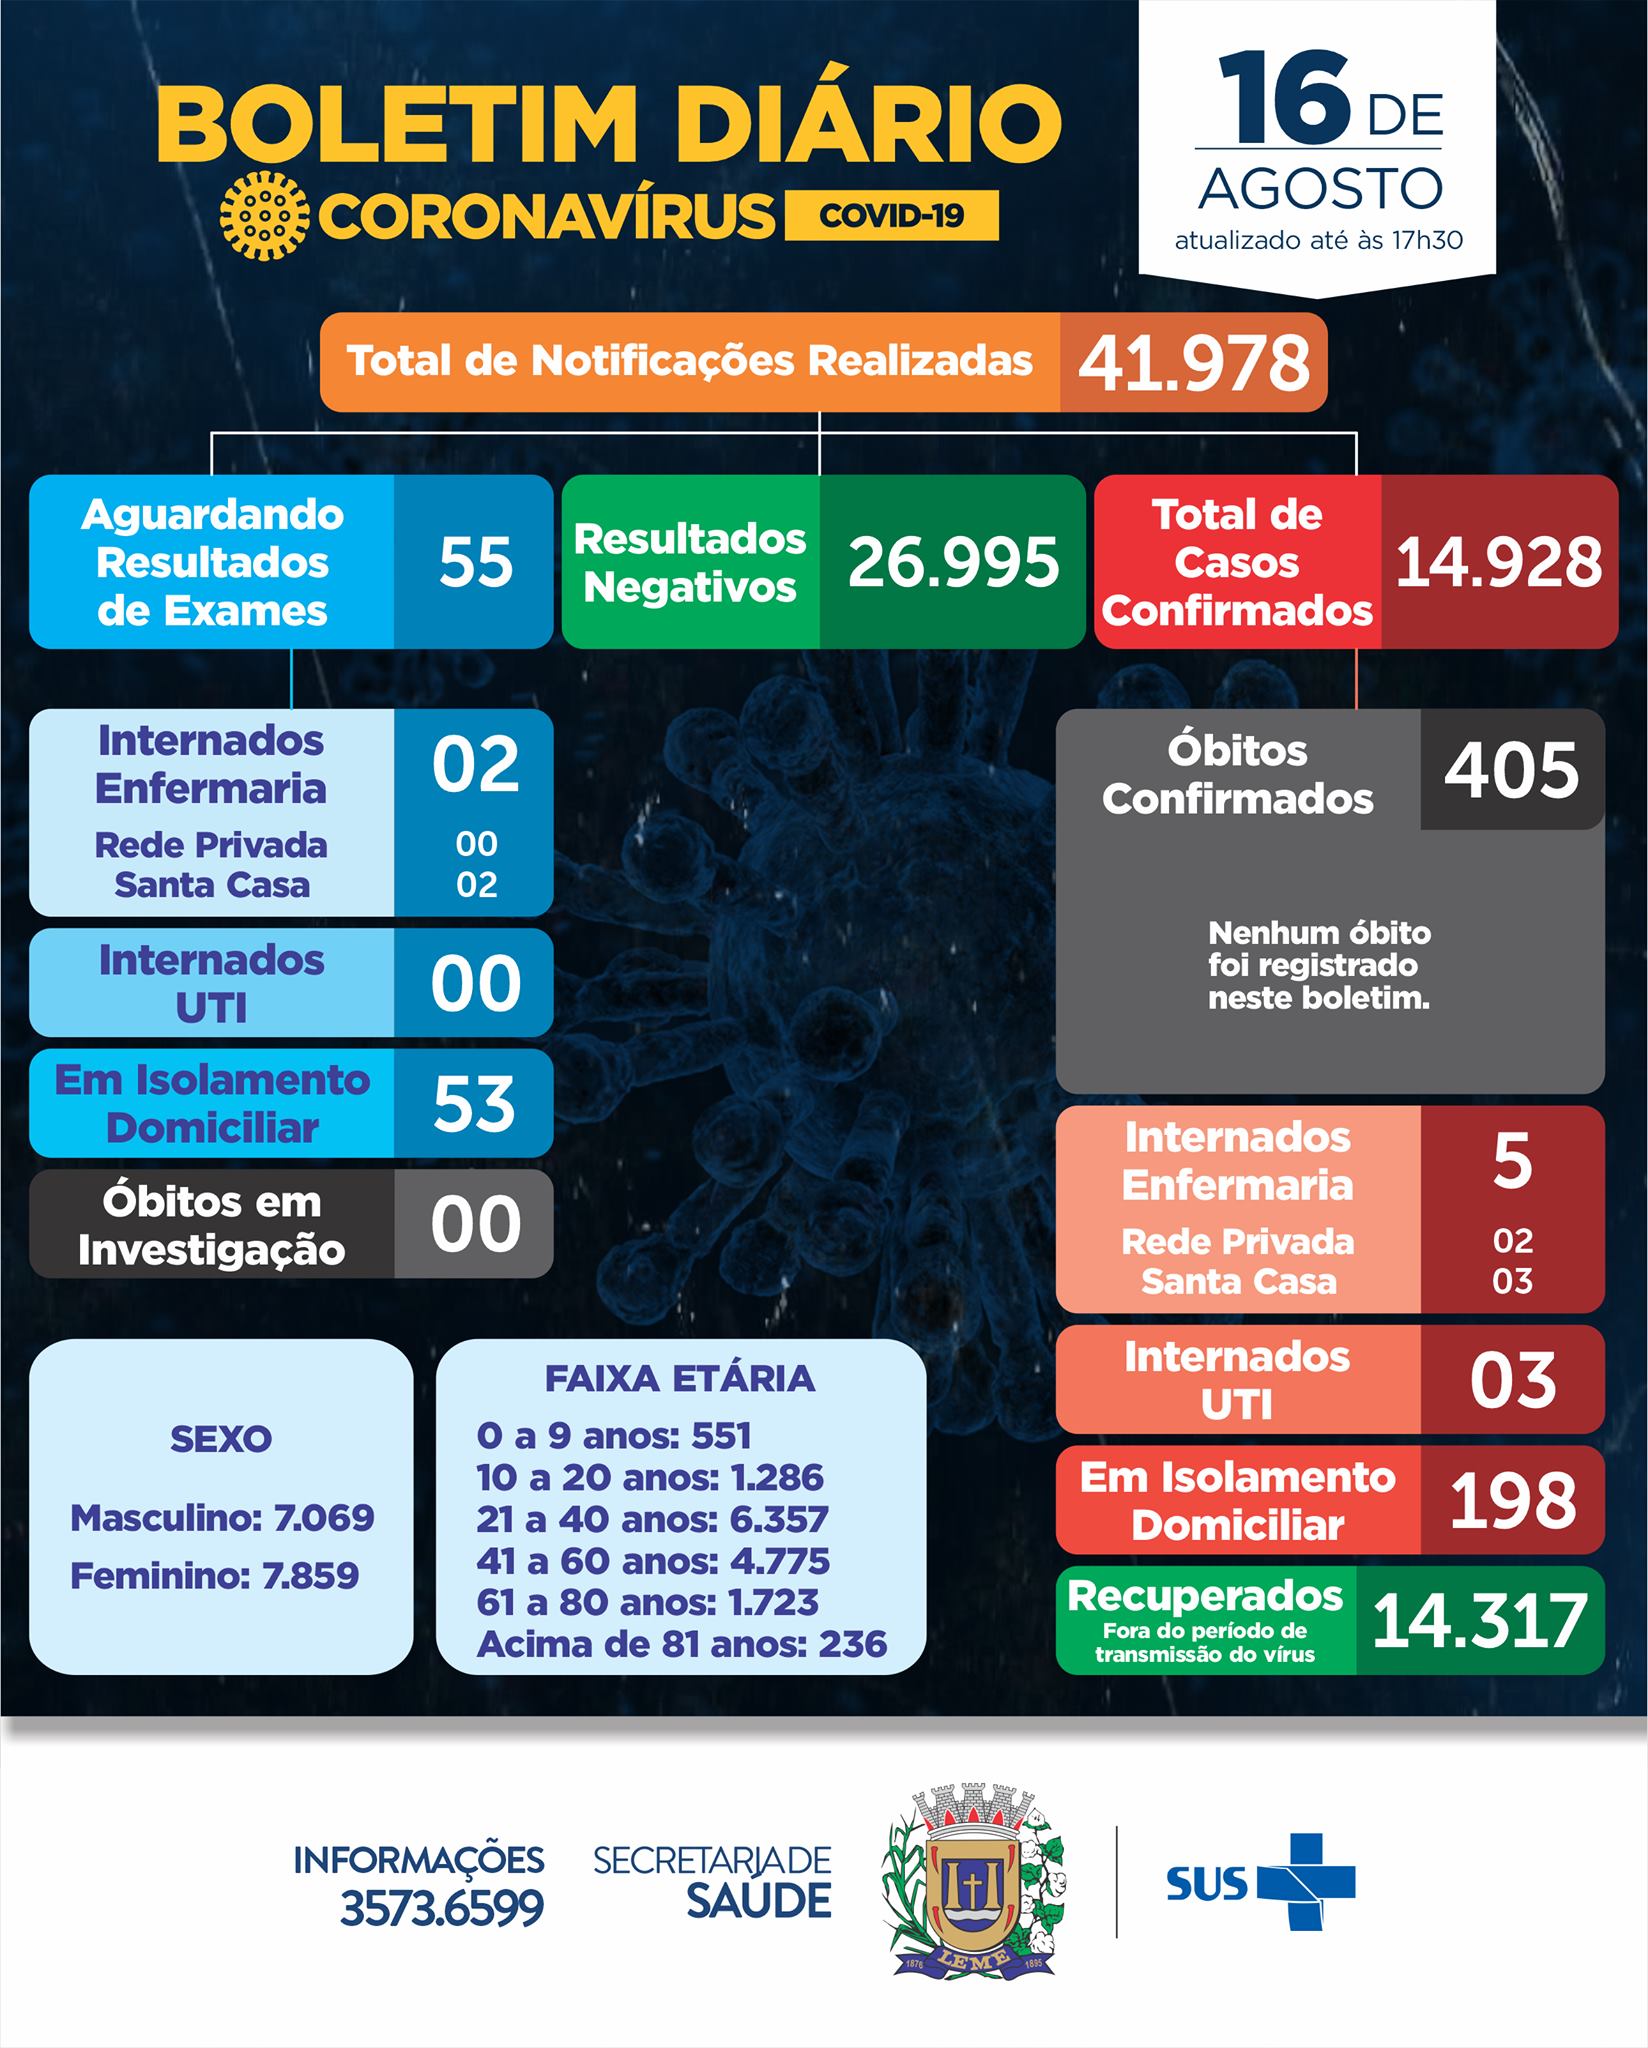 BOLETIM DIÁRIO
CORONAVÍRUS COVID-19
16 DE
AGOSTO
atualizado até às 17h30
Total de Notificações Realizadas 41.978
Aguardando
Resultados
de Exames
55
Resultados
Negativos
26.995
Total de
Casos
Confirmados
14.928
Internados
Enfermaria
02
Rede Privada 00
Santa Casa 02
Internados
UTI
00
Em Isolamento
Domiciliar
53
Óbitos em
Investigação
00
Óbitos
Confirmados
405
Nenhum óbito
foi registrado
neste boletim.
Internados
Enfermaria
5
Rede Privada 02
Santa Casa 03
Internados
UTI
03
Em Isolamento
Domiciliar
198
Recuperados
Fora do período de
transmissão do vírus
14.317
SEXO
Masculino: 7.069
Feminino: 7.859
FAIXA ETÁRIA
0 a 9 anos: 551
10 a 20 anos: 1.286
21 a 40 anos: 6.357
41 a 60 anos: 4.775
61 a 80 anos: 1.723
Acima de 81 anos: 236
INFORMAÇÕES
3573.6599
SECRETARIA DE
SAÚDE
1876 LEME 1895
SUS